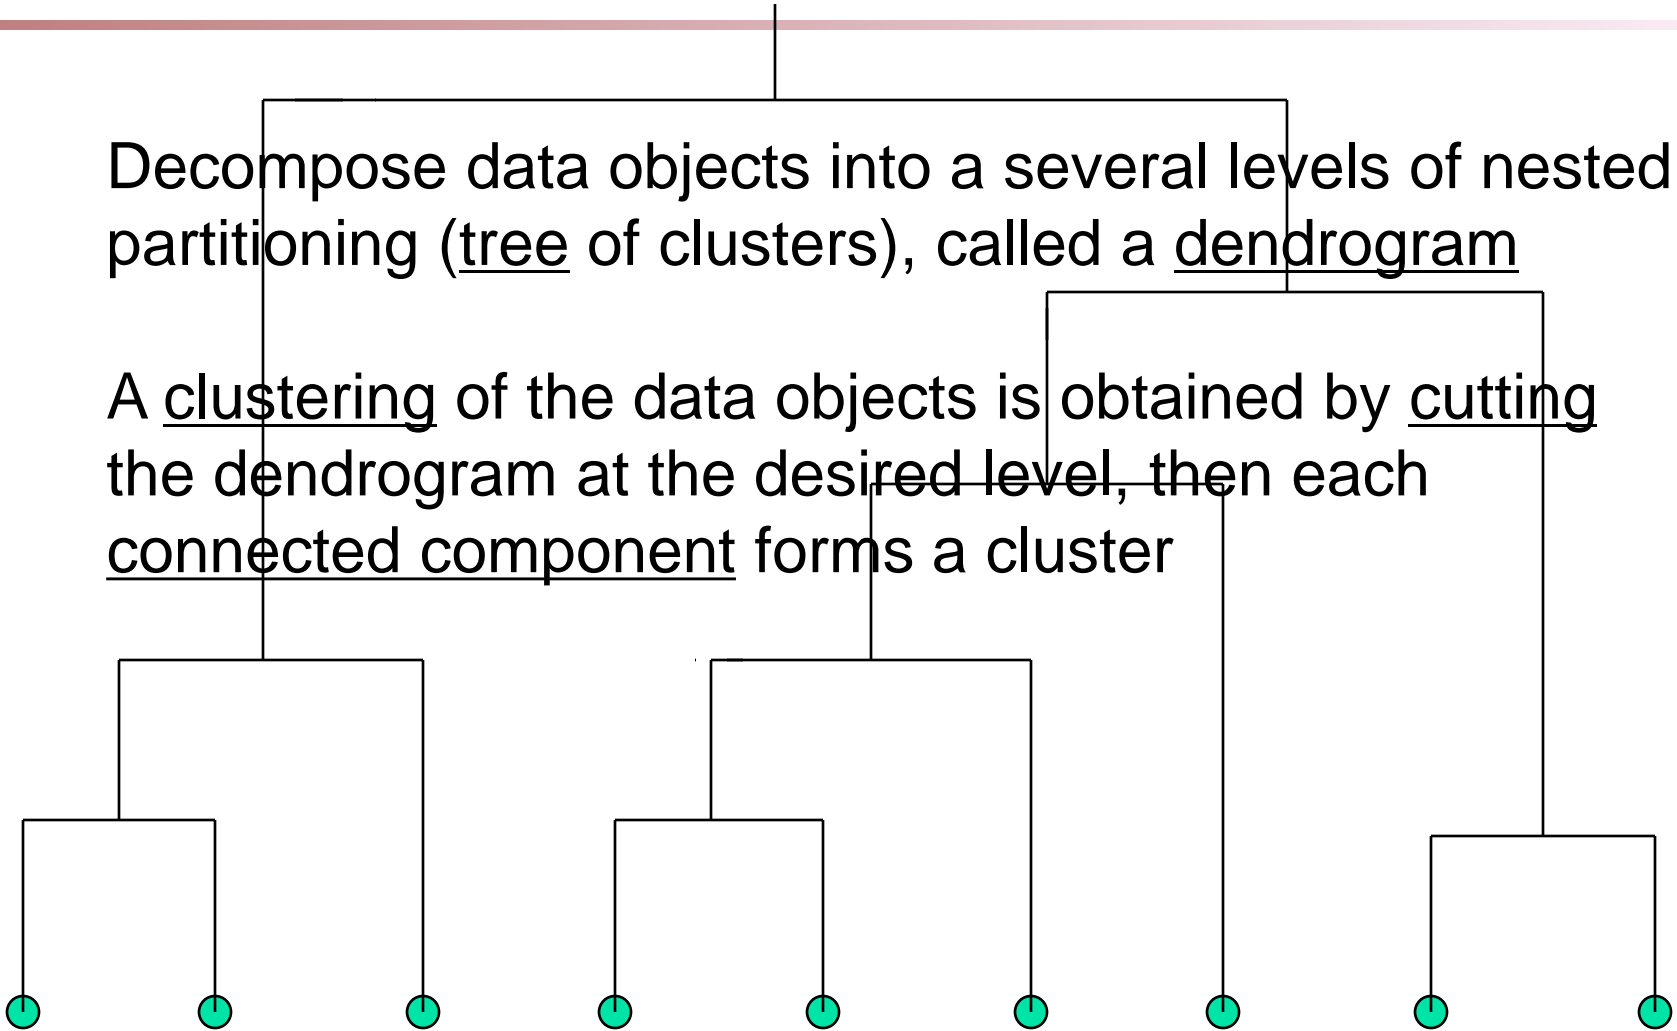 Decompose data objects into a several levels of nested
partitioning (tree of clusters), called a dendrogram
A clustering of the data objects is obtained by cutting
the dendrogram at the desired level, then each
connected component forms a cluster